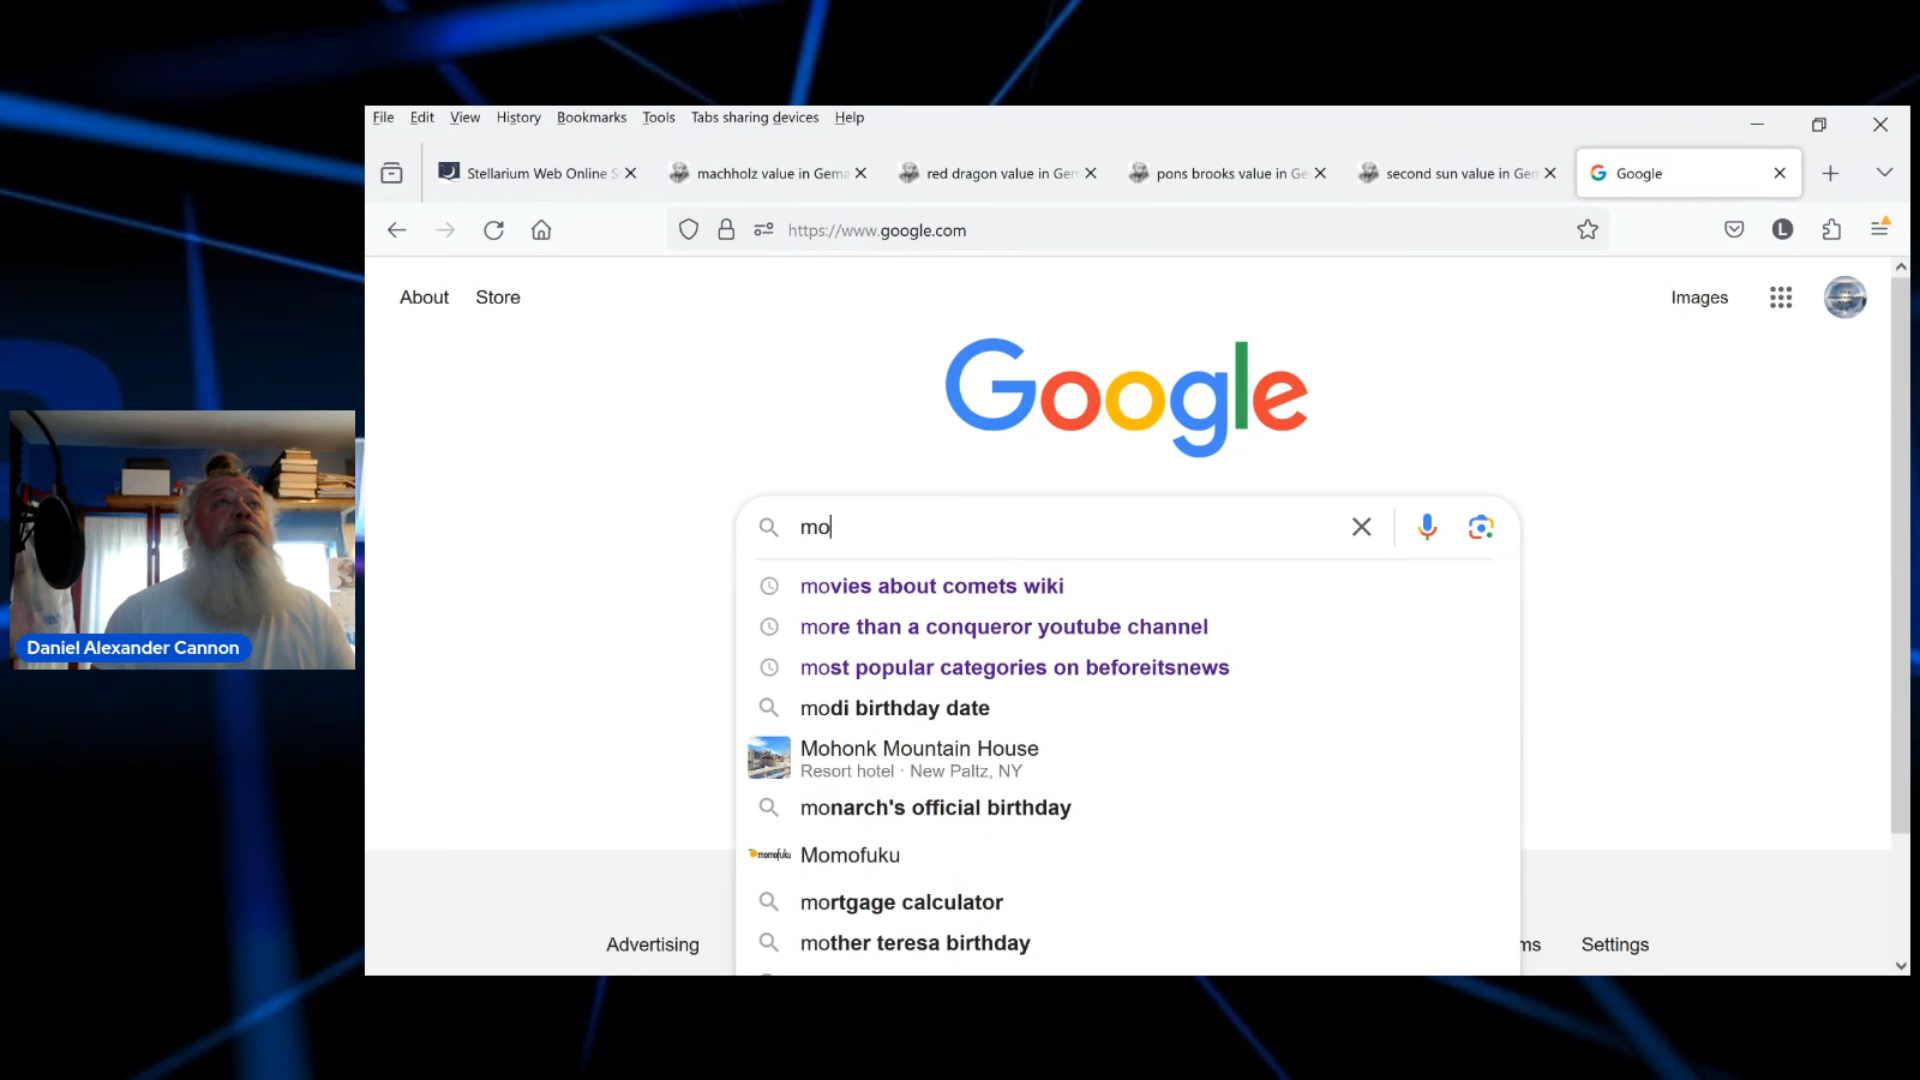 File Edit View History Bookmarks Tools Tabs sharing devices Help
Stellarium Web Online S
machholz value in Gema
red dragon value in Gem
pons brooks value in Ge
second sun value in Gem
Google
https://www.google.com
L
About Store
Images
Google
mo
movies about comets wiki
more than a conqueror youtube channel
most popular categories on beforeitsnews
modi birthday date
Mohonk Mountain House
Resort hotel · New Paltz, NY
monarch's official birthday
momofuku
Momofuku
mortgage calculator
mother teresa birthday
Advertising
ms
Settings
Daniel Alexander Cannon